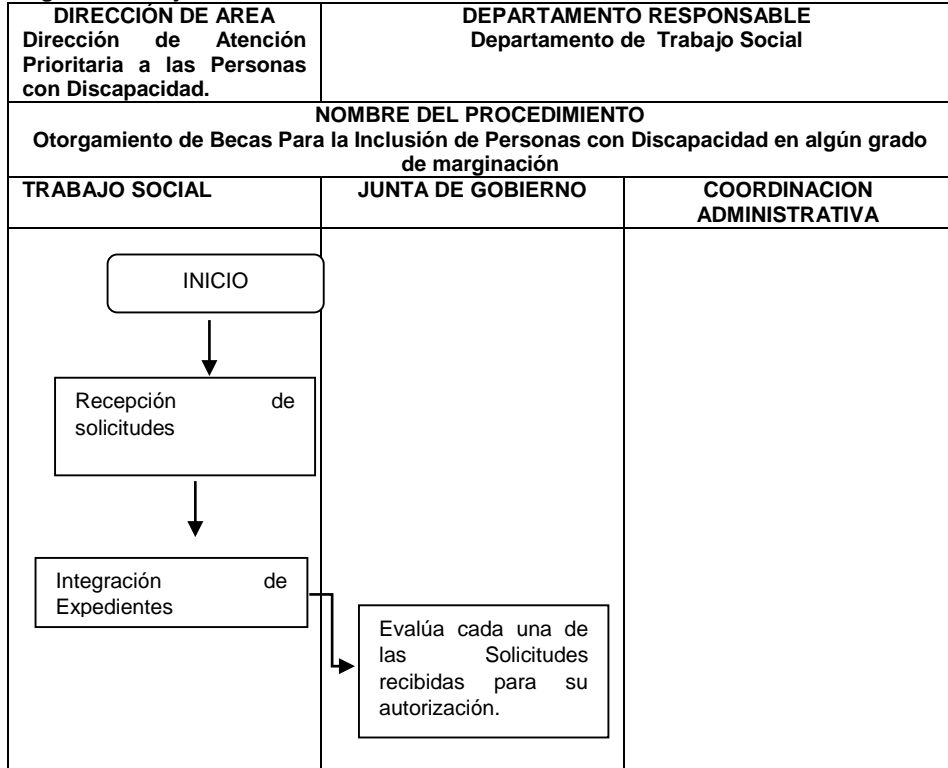 DIRECCIÓN DE AREA
Dirección de Atención
Prioritaria a las Personas
con Discapacidad.
DEPARTAMENTO RESPONSABLE
Departamento de Trabajo Social
NOMBRE DEL PROCEDIMIENTO
Otorgamiento de Becas Para la Inclusión de Personas con Discapacidad en algún grado
de marginación
TRABAJO SOCIAL
JUNTA DE GOBIERNO
COORDINACION
ADMINISTRATIVA
INICIO
Recepción de
solicitudes
Integración de
Expedientes
Evalúa cada una de
las Solicitudes
recibidas para su
autorización.